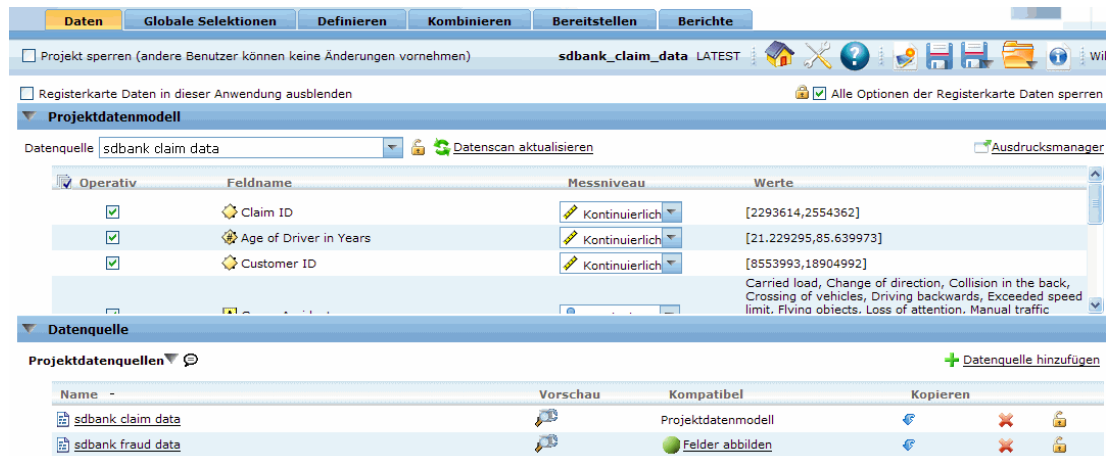 Daten Globale Selektionen Definieren Kombinieren Bereitstellen Berichte
Projekt sperren (andere Benutzer können keine Änderungen vornehmen) sdbank_claim_data LATEST Wil
Registerkarte Daten in dieser Anwendung ausblenden Alle Optionen der Registerkarte Daten sperren
Projektdatenmodell
Datenquelle sdbank claim data Datenscan aktualisieren Ausdrucksmanager
Operativ Feldname Messniveau Werte
Claim ID Kontinuierlich [2293614,2554362]
Age of Driver in Years Kontinuierlich [21.229295,85.639973]
Customer ID Kontinuierlich [8553993,18904992]
Carried load, Change of direction, Collision in the back,
Crossing of vehicles, Driving backwards, Exceeded speed
limit, Flying objects, Loss of attention, Manual traffic
Datenquelle
Projektdatenquellen Datenquelle hinzufügen
Name - Vorschau Kompatibel Kopieren
sdbank claim data Projektdatenmodell
sdbank fraud data Felder abbilden